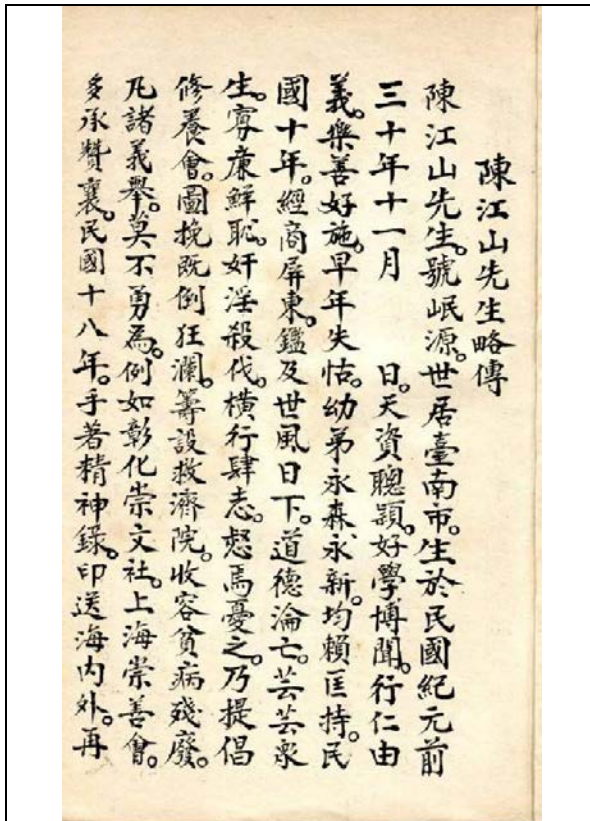 陳江山先生略傳
陳江山先生。號岷源。世居臺南市。生於民國紀元前
三十年十一月　　日。天資聰穎。好學博聞。行仁由
義。樂善好施。早年失怙。幼弟永森。永新。均賴匡持。民
國十年。經商屏東。鑑及世風日下。道德淪亡。芸芸眾
生。寡廉鮮恥。奸淫殺伐。橫行肆志。惄焉憂之。乃提倡
修養會。圖挽既倒狂瀾。籌設救濟院。收容貧病殘廢。
凡諸義舉。莫不勇為。例如彰化崇文社。上海崇善會。
多承贊襄。民國十八年。手著精神錄。印送海內外。再